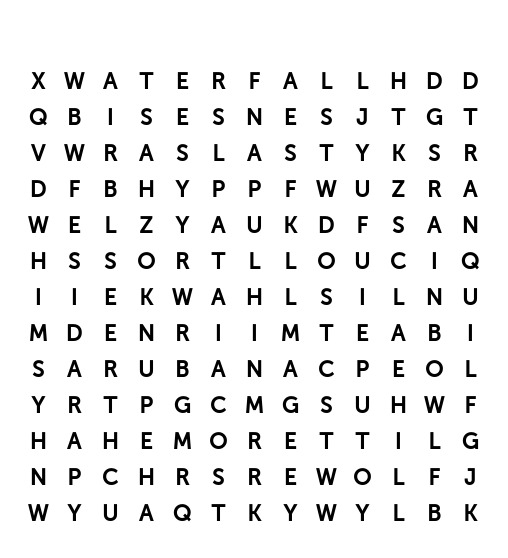 X W A T E R F A L L H D D
Q B I S E S N E S J T G T
V W R A S L A S T Y K S R
D F B H Y P P F W U Z R A
W E L Z Y A U K D F S A N
H S S O R T L L O U C I Q
I I E K W A H L S I L N U
M D E N R I I M T E A B I
S A R U B A N A C P E O L
Y R T P G C M G S U H W F
H A H E M O R E T T I L G
N P C H R S R E W O L F J
W Y U A Q T K Y W Y L B K